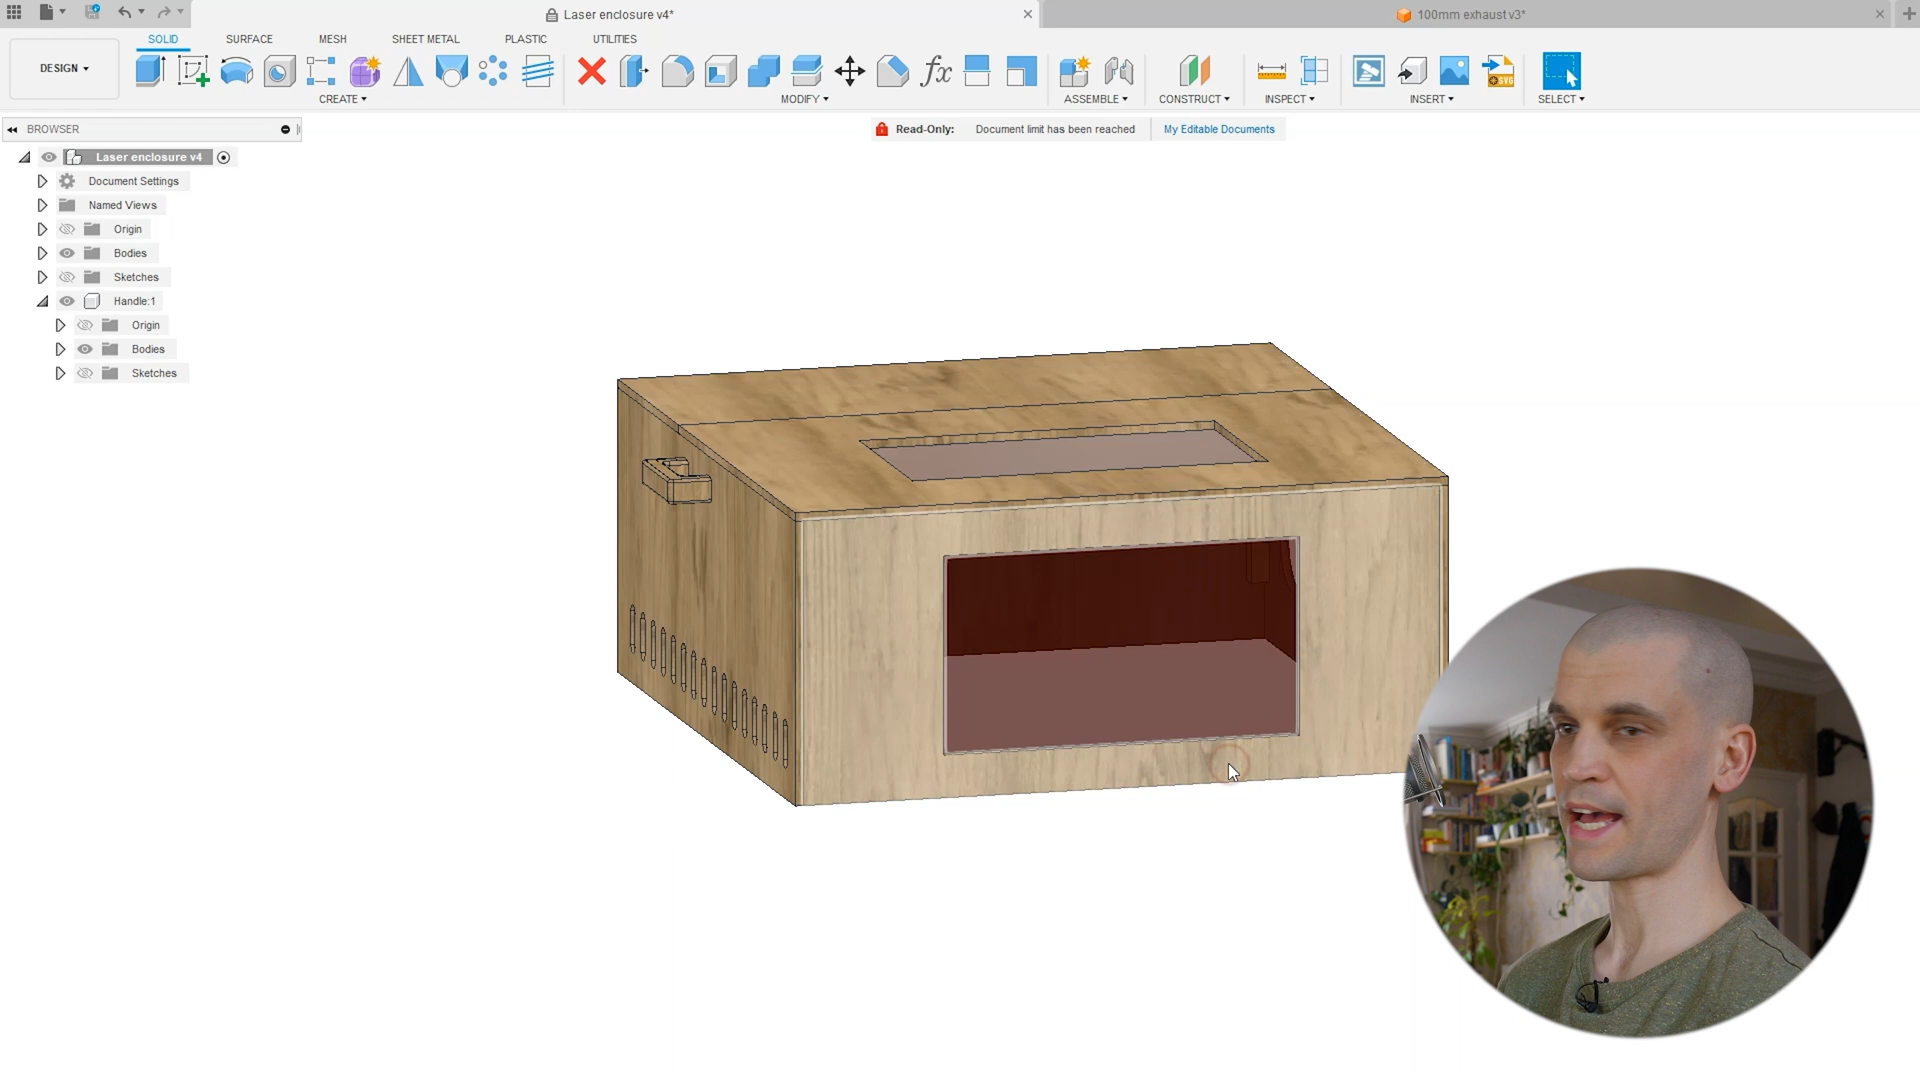 Laser enclosure v4*
100mm exhaust v3*
SOLID SURFACE MESH SHEET METAL PLASTIC UTILITIES
DESIGN
CREATE MODIFY ASSEMBLE CONSTRUCT INSPECT INSERT SELECT
fx
SVG
BROWSER
Read-Only: Document limit has been reached My Editable Documents
Laser enclosure v4
Document Settings
Named Views
Origin
Bodies
Sketches
Handle:1
Origin
Bodies
Sketches